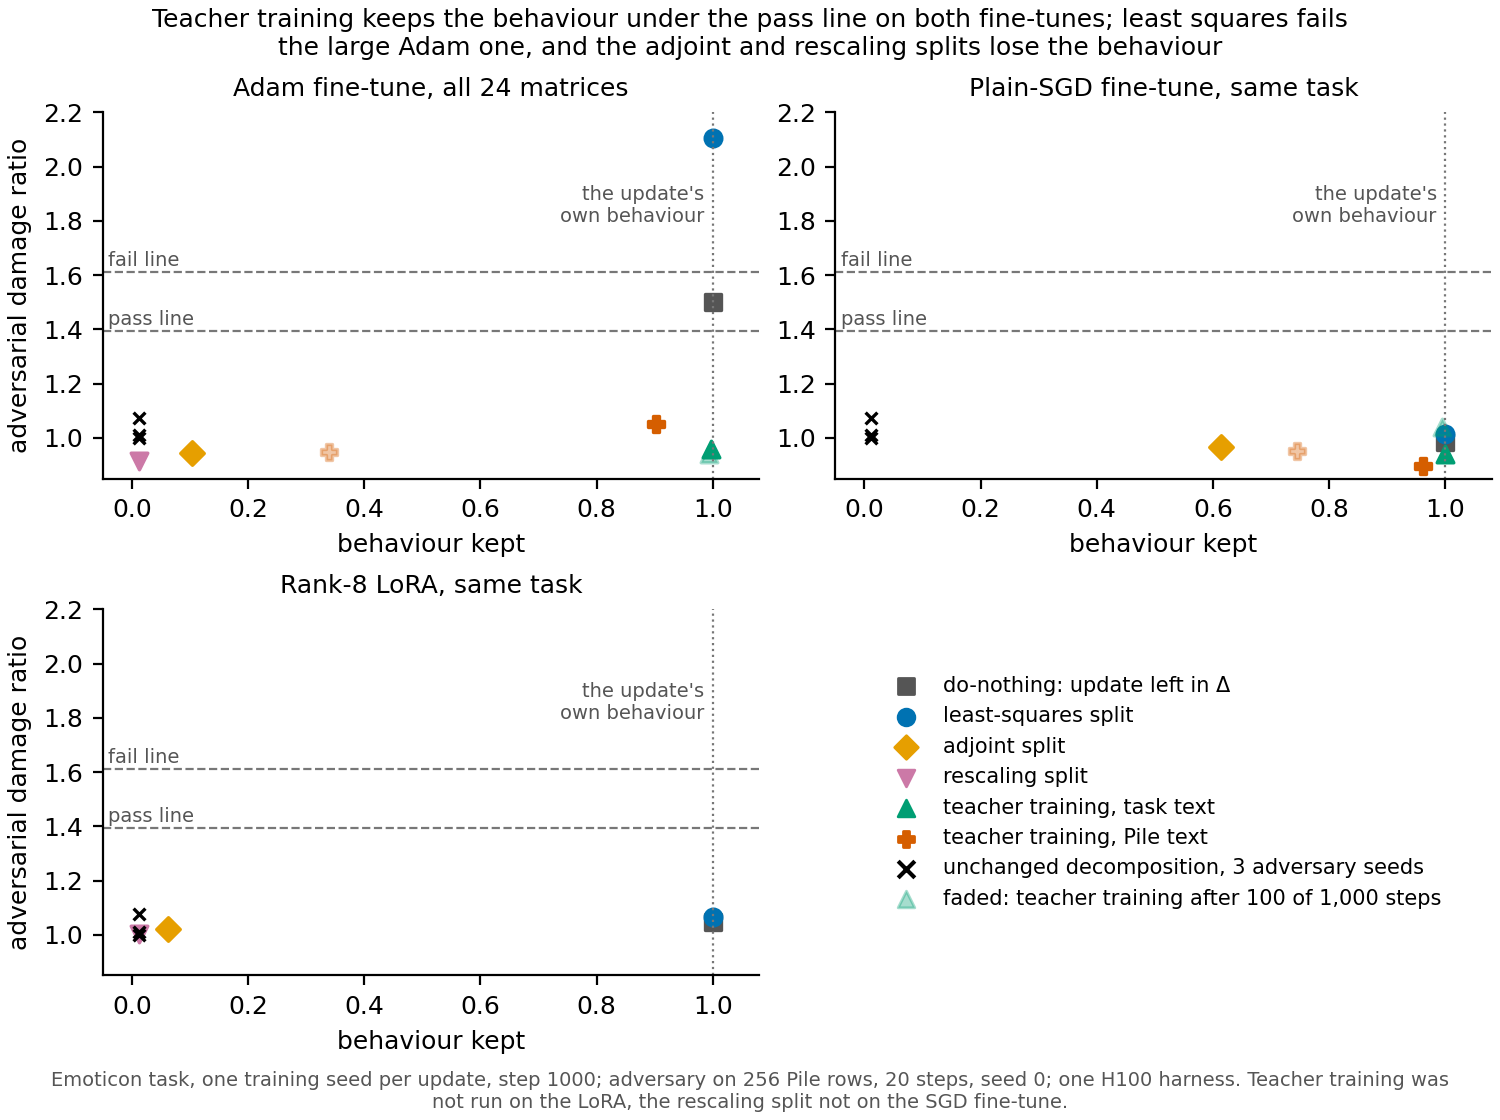 Teacher training keeps the behaviour under the pass line on both fine-tunes; least squares fails
the large Adam one, and the adjoint and rescaling splits lose the behaviour
Adam fine-tune, all 24 matrices
2.2
2.0
1.8
1.6
1.4
1.2
1.0
adversarial damage ratio
the update's
own behaviour
fail line
pass line
0.0 0.2 0.4 0.6 0.8 1.0
behaviour kept
Plain-SGD fine-tune, same task
2.2
2.0
1.8
1.6
1.4
1.2
1.0
the update's
own behaviour
fail line
pass line
0.0 0.2 0.4 0.6 0.8 1.0
behaviour kept
Rank-8 LoRA, same task
2.2
2.0
1.8
1.6
1.4
1.2
1.0
adversarial damage ratio
the update's
own behaviour
fail line
pass line
0.0 0.2 0.4 0.6 0.8 1.0
behaviour kept
do-nothing: update left in Δ
least-squares split
adjoint split
rescaling split
teacher training, task text
teacher training, Pile text
unchanged decomposition, 3 adversary seeds
faded: teacher training after 100 of 1,000 steps
Emoticon task, one training seed per update, step 1000; adversary on 256 Pile rows, 20 steps, seed 0; one H100 harness. Teacher training was
not run on the LoRA, the rescaling split not on the SGD fine-tune.